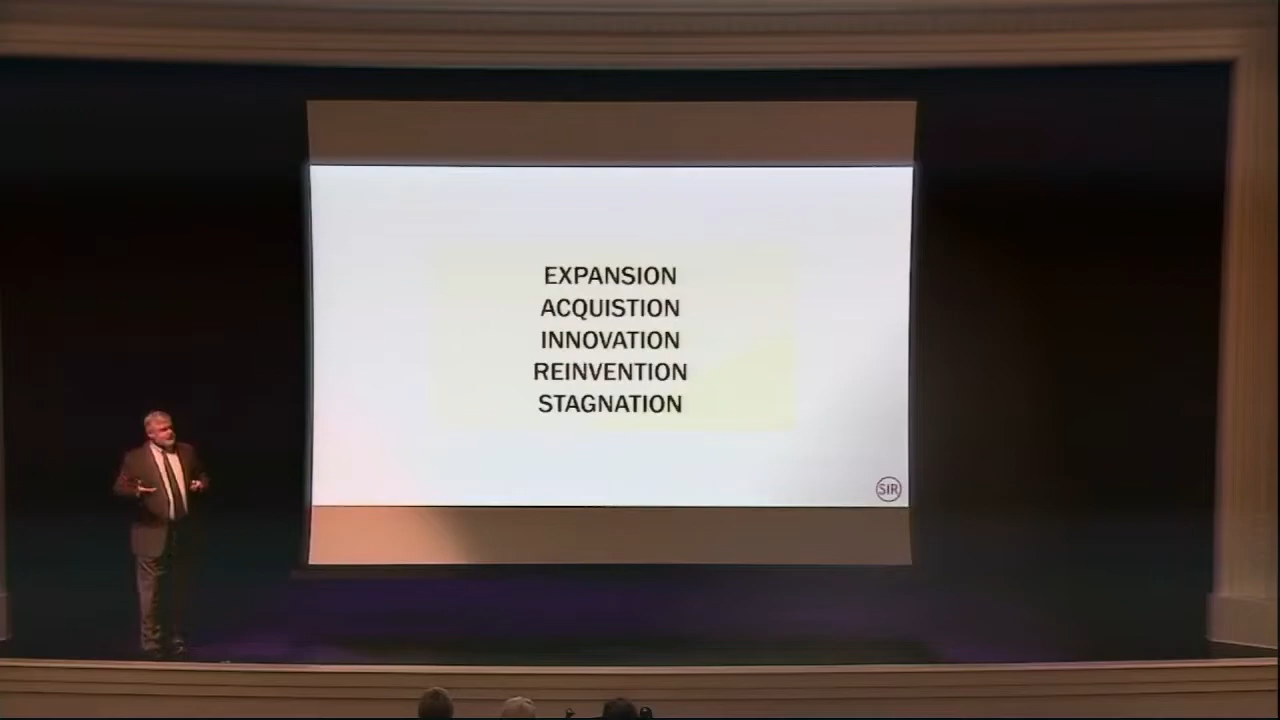 EXPANSION
ACQUISTION
INNOVATION
REINVENTION
STAGNATION
SIR